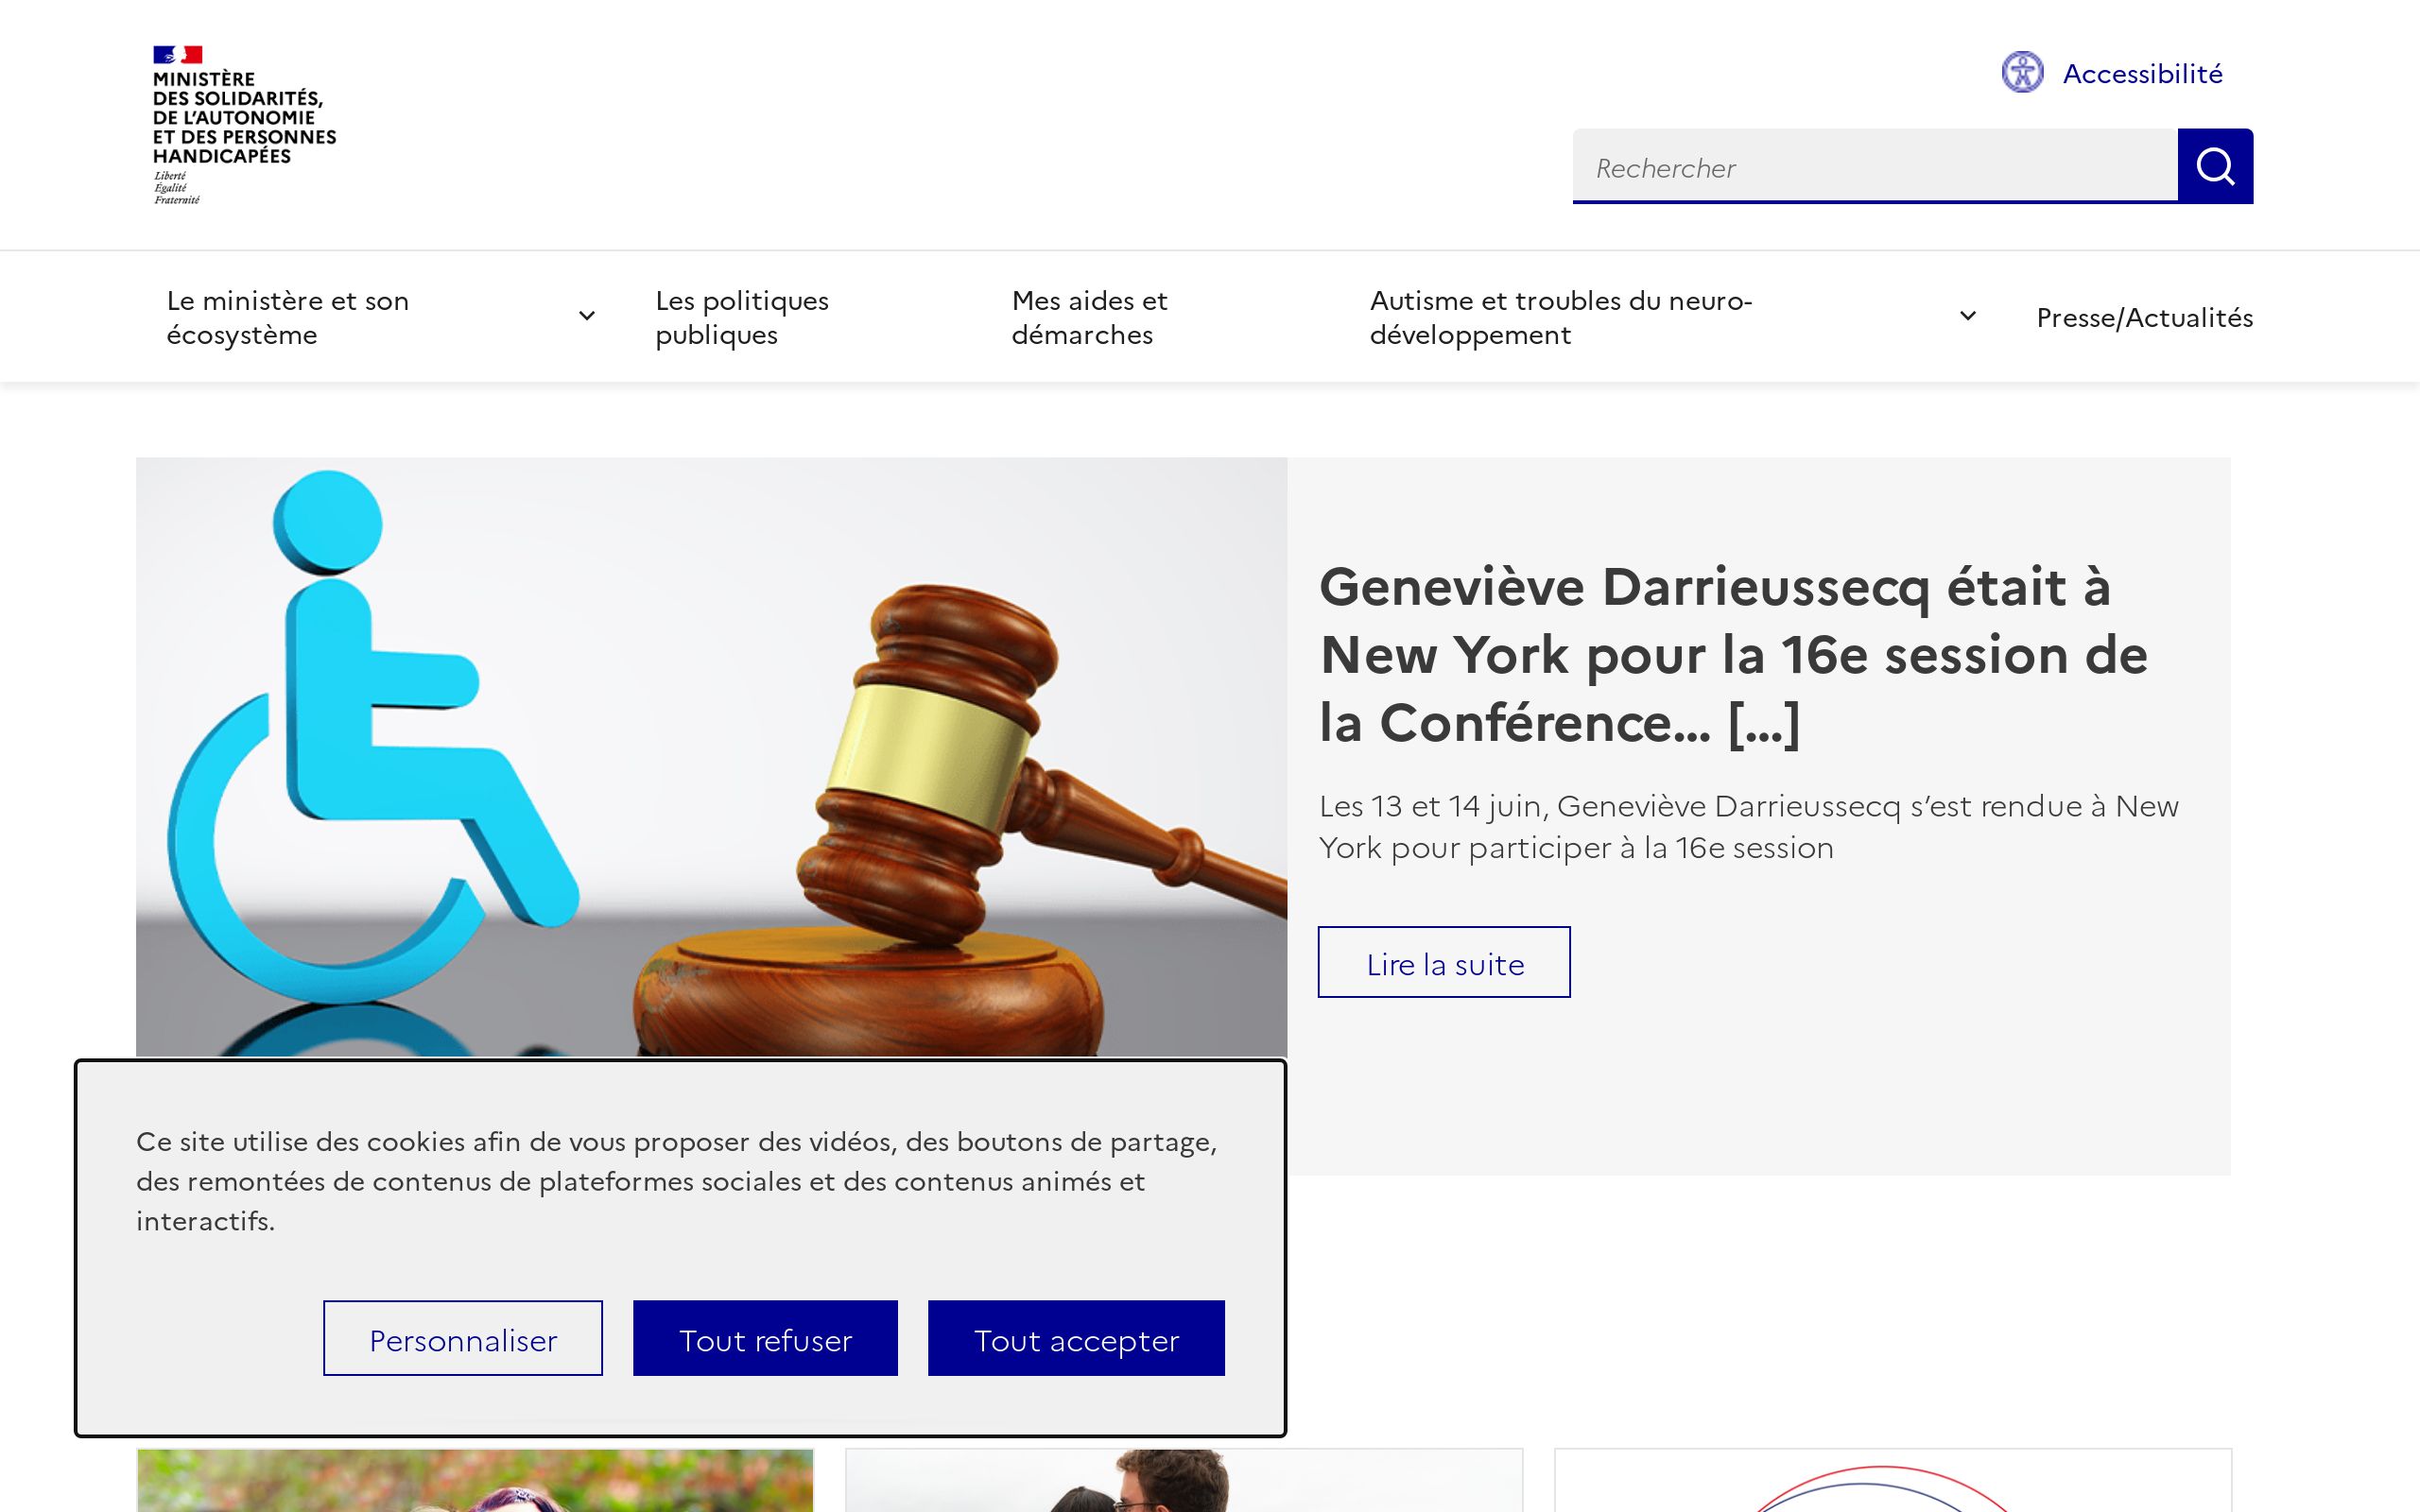 MINISTÈRE
DES SOLIDARITÉS,
DE L'AUTONOMIE
ET DES PERSONNES
HANDICAPÉES
Liberté
Égalité
Fraternité
Accessibilité
Rechercher
Le ministère et son
écosystème
Les politiques
publiques
Mes aides et
démarches
Autisme et troubles du neuro-
développement
Presse/Actualités
Geneviève Darrieussecq était à
New York pour la 16e session de
la Conférence... [...]
Les 13 et 14 juin, Geneviève Darrieussecq s’est rendue à New
York pour participer à la 16e session
Lire la suite
Ce site utilise des cookies afin de vous proposer des vidéos, des boutons de partage,
des remontées de contenus de plateformes sociales et des contenus animés et
interactifs.
Personnaliser
Tout refuser
Tout accepter